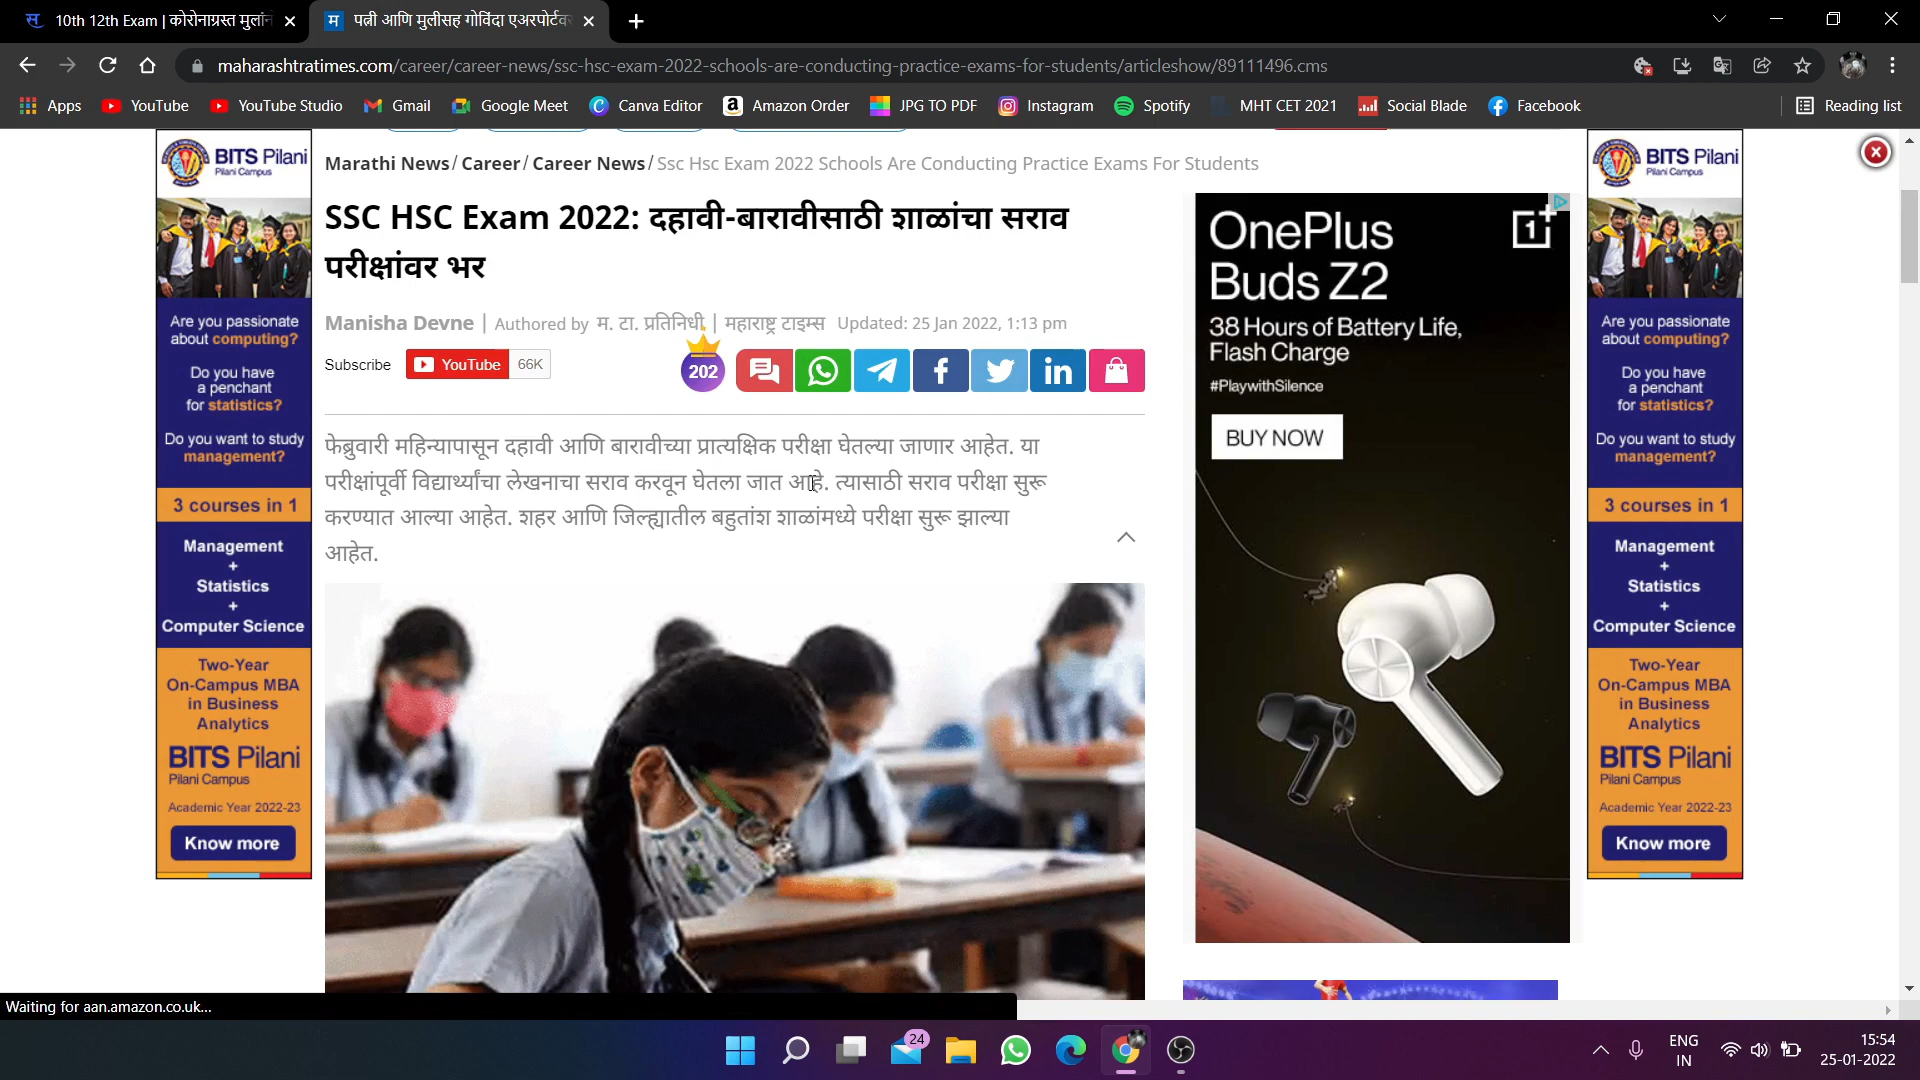 10th 12th Exam | कोरोनाग्रस्त मुलांन
पत्नी आणि मुलीसह गोविंदा एअरपोर्टवर
maharashtratimes.com/career/career-news/ssc-hsc-exam-2022-schools-are-conducting-practice-exams-for-students/articleshow/89111496.cms
Apps YouTube YouTube Studio Gmail Google Meet Canva Editor Amazon Order JPG TO PDF Instagram Spotify MHT CET 2021 Social Blade Facebook Reading list
BITS Pilani
Pilani Campus
Are you passionate
about computing?
Do you have
a penchant
for statistics?
Do you want to study
management?
3 courses in 1
Management
+
Statistics
+
Computer Science
Two-Year
On-Campus MBA
in Business
Analytics
BITS Pilani
Pilani Campus
Academic Year 2022-23
Know more
Marathi News/ Career/ Career News/ Ssc Hsc Exam 2022 Schools Are Conducting Practice Exams For Students
SSC HSC Exam 2022: दहावी-बारावीसाठी शाळांचा सराव
परीक्षांवर भर
Manisha Devne | Authored by म. टा. प्रतिनिधी | महाराष्ट्र टाइम्स Updated: 25 Jan 2022, 1:13 pm
Subscribe YouTube 66K
202
फेब्रुवारी महिन्यापासून दहावी आणि बारावीच्या प्रात्यक्षिक परीक्षा घेतल्या जाणार आहेत. या
परीक्षांपूर्वी विद्यार्थ्यांचा लेखनाचा सराव करवून घेतला जात आहे. त्यासाठी सराव परीक्षा सुरू
करण्यात आल्या आहेत. शहर आणि जिल्ह्यातील बहुतांश शाळांमध्ये परीक्षा सुरू झाल्या
आहेत.
OnePlus
Buds Z2
38 Hours of Battery Life,
Flash Charge
#PlaywithSilence
BUY NOW
BITS Pilani
Pilani Campus
Are you passionate
about computing?
Do you have
a penchant
for statistics?
Do you want to study
management?
3 courses in 1
Management
+
Statistics
+
Computer Science
Two-Year
On-Campus MBA
in Business
Analytics
BITS Pilani
Pilani Campus
Academic Year 2022-23
Know more
Waiting for aan.amazon.co.uk...
24
ENG
IN
15:54
25-01-2022